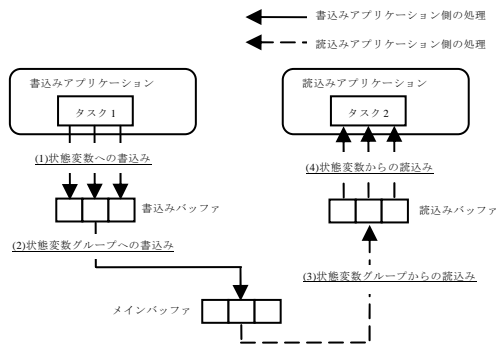 書込みアプリケーション側の処理
読込みアプリケーション側の処理
書込みアプリケーション
読込みアプリケーション
タスク1
タスク2
(1)状態変数への書込み
(4)状態変数からの読込み
書込みバッファ
読込みバッファ
(2)状態変数グループへの書込み
(3)状態変数グループからの読込み
メインバッファ